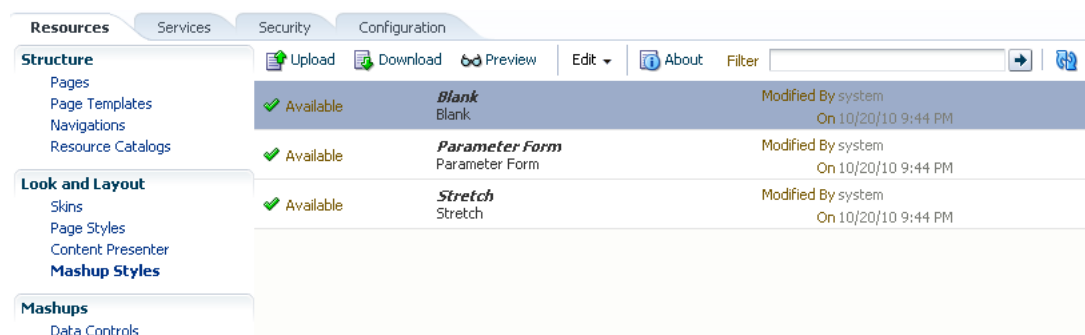 Resources Services Security Configuration
Structure
Pages
Page Templates
Navigations
Resource Catalogs
Look and Layout
Skins
Page Styles
Content Presenter
Mashup Styles
Mashups
Data Controls
Upload Download Preview Edit About Filter
Available Blank Modified By system
Blank On 10/20/10 9:44 PM
Available Parameter Form Modified By system
Parameter Form On 10/20/10 9:44 PM
Available Stretch Modified By system
Stretch On 10/20/10 9:44 PM